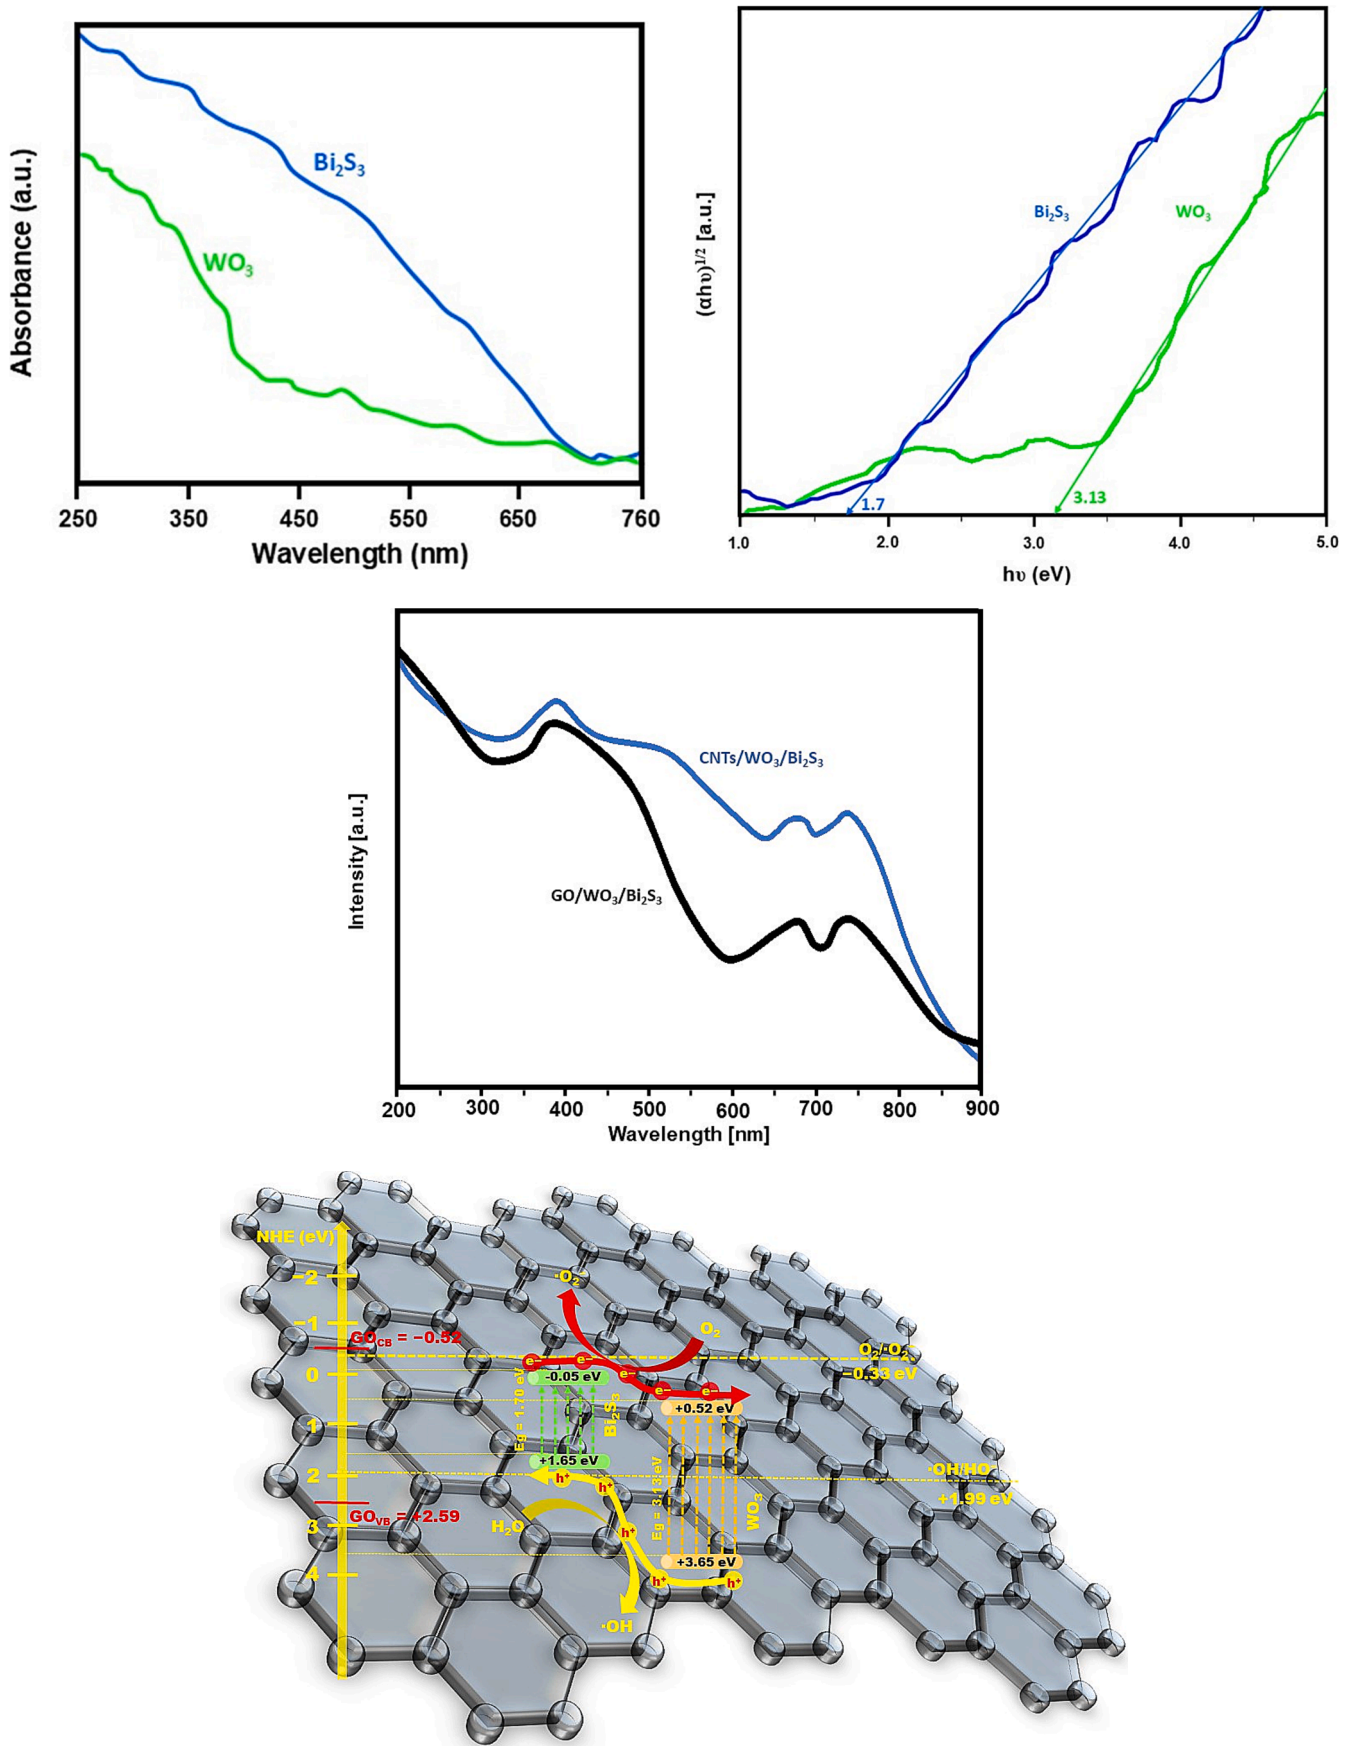 Absorbance (a.u.)
Bi₂S₃
WO₃
250 350 450 550 650 760
Wavelength (nm)
(αhυ)¹/² [a.u.]
Bi₂S₃
WO₃
1.7
3.13
1.0 2.0 3.0 4.0 5.0
hυ (eV)
Intensity [a.u.]
CNTs/WO₃/Bi₂S₃
GO/WO₃/Bi₂S₃
200 300 400 500 600 700 800 900
Wavelength [nm]
NHE (eV)
-2
-1
0
1
2
3
4
GO_CB = −0.52
GO_VB = +2.59
·O₂⁻
O₂
O₂/·O₂⁻
−0.33 eV
e⁻ e⁻ e⁻ e⁻ e⁻
-0.05 eV
+0.52 eV
Eg = 1.70 eV
Bi₂S₃
+1.65 eV
Eg = 3.13 eV
WO₃
+3.65 eV
·OH/HO⁻
+1.99 eV
h⁺ h⁺ h⁺ h⁺ h⁺
H₂O
·OH